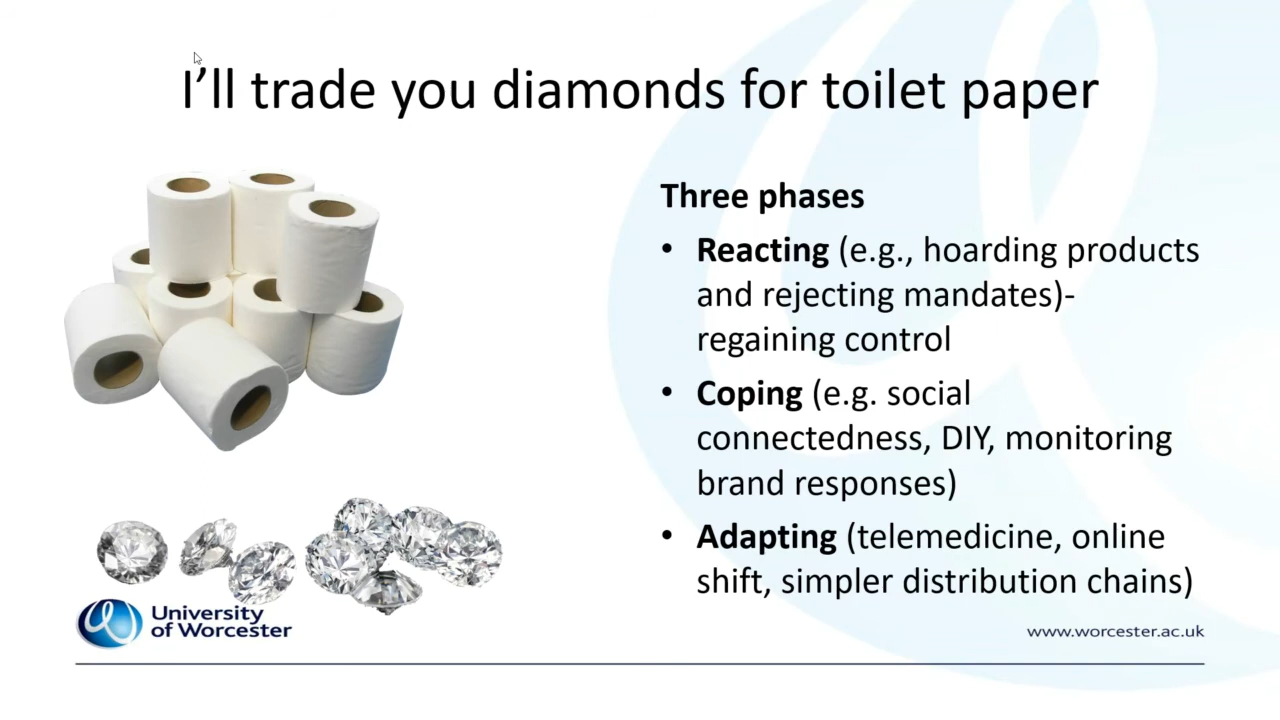 I’ll trade you diamonds for toilet paper
Three phases
• Reacting (e.g., hoarding products
and rejecting mandates)-
regaining control
• Coping (e.g. social
connectedness, DIY, monitoring
brand responses)
• Adapting (telemedicine, online
shift, simpler distribution chains)
University
of Worcester
www.worcester.ac.uk